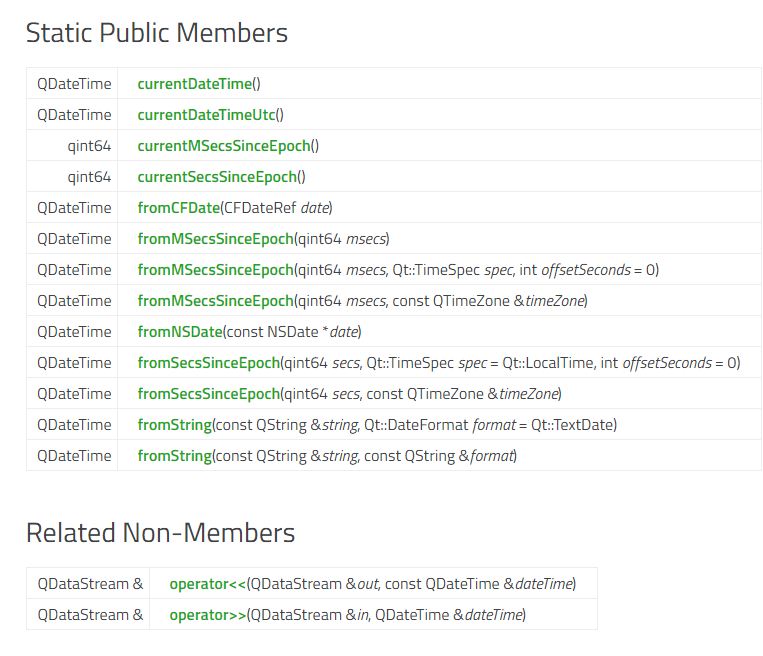 Static Public Members
QDateTime currentDateTime()
QDateTime currentDateTimeUtc()
qint64 currentMSecsSinceEpoch()
qint64 currentSecsSinceEpoch()
QDateTime fromCFDate(CFDateRef date)
QDateTime fromMSecsSinceEpoch(qint64 msecs)
QDateTime fromMSecsSinceEpoch(qint64 msecs, Qt::TimeSpec spec, int offsetSeconds = 0)
QDateTime fromMSecsSinceEpoch(qint64 msecs, const QTimeZone &timeZone)
QDateTime fromNSDate(const NSDate *date)
QDateTime fromSecsSinceEpoch(qint64 secs, Qt::TimeSpec spec = Qt::LocalTime, int offsetSeconds = 0)
QDateTime fromSecsSinceEpoch(qint64 secs, const QTimeZone &timeZone)
QDateTime fromString(const QString &string, Qt::DateFormat format = Qt::TextDate)
QDateTime fromString(const QString &string, const QString &format)
Related Non-Members
QDataStream & operator<<(QDataStream &out, const QDateTime &dateTime)
QDataStream & operator>>(QDataStream &in, QDateTime &dateTime)